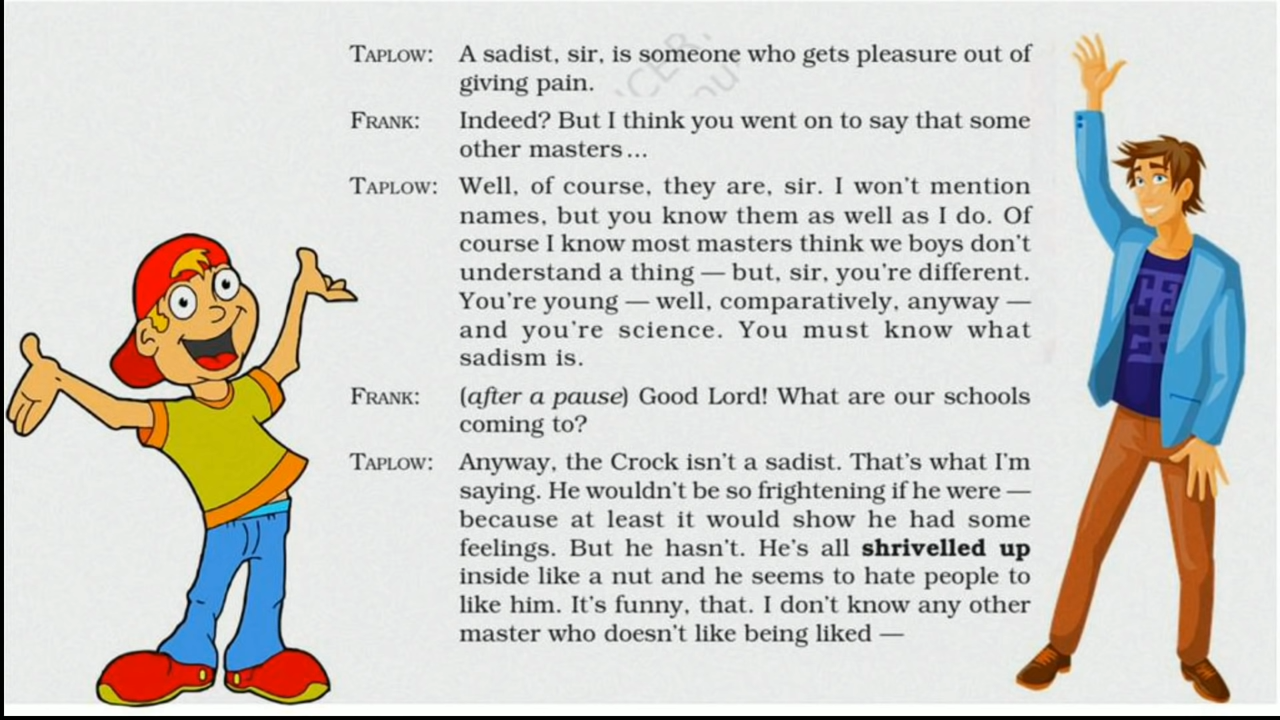 TAPLOW: A sadist, sir, is someone who gets pleasure out of
giving pain.
FRANK: Indeed? But I think you went on to say that some
other masters...
TAPLOW: Well, of course, they are, sir. I won't mention
names, but you know them as well as I do. Of
course I know most masters think we boys don't
understand a thing — but, sir, you're different.
You're young — well, comparatively, anyway —
and you're science. You must know what
sadism is.
FRANK: (after a pause) Good Lord! What are our schools
coming to?
TAPLOW: Anyway, the Crock isn't a sadist. That's what I'm
saying. He wouldn't be so frightening if he were —
because at least it would show he had some
feelings. But he hasn't. He's all shrivelled up
inside like a nut and he seems to hate people to
like him. It's funny, that. I don't know any other
master who doesn't like being liked —